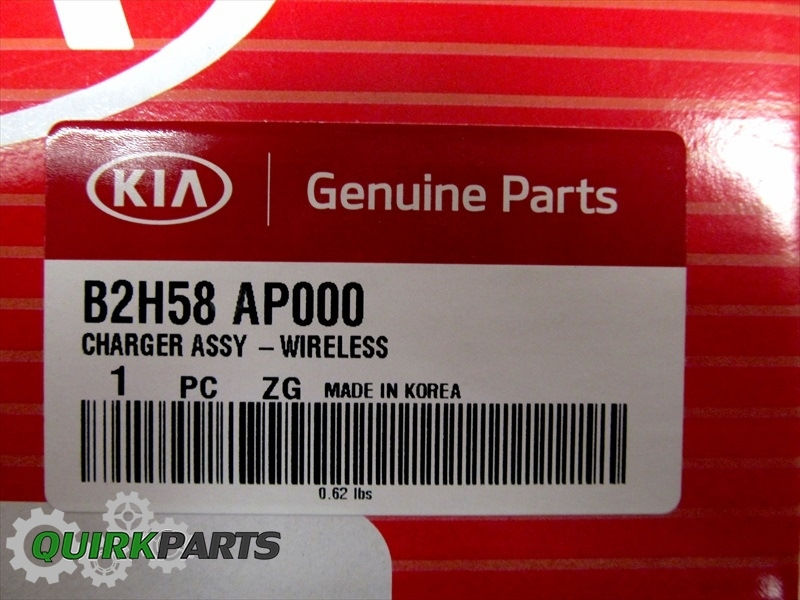 KIA Genuine Parts
B2H58 AP000
CHARGER ASSY - WIRELESS
1 PC ZG MADE IN KOREA
0.62 lbs
QUIRKPARTS